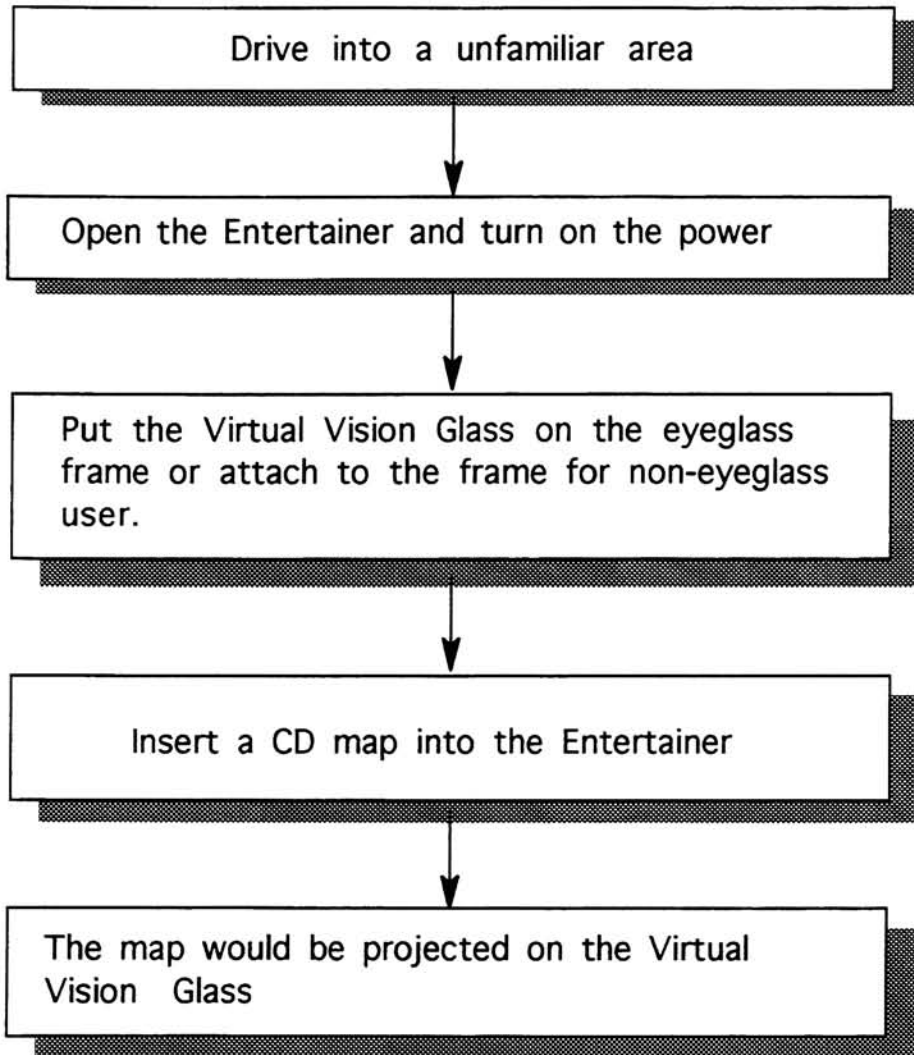 Drive into a unfamiliar area
Open the Entertainer and turn on the power
Put the Virtual Vision Glass on the eyeglass
frame or attach to the frame for non-eyeglass
user.
Insert a CD map into the Entertainer
The map would be projected on the Virtual
Vision Glass